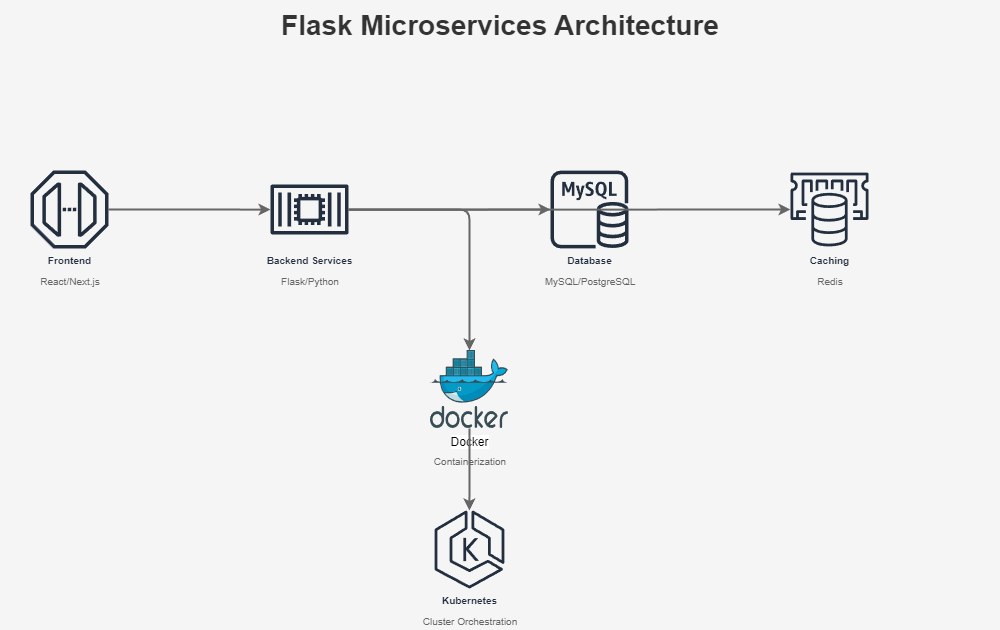 Flask Microservices Architecture
MySQL
Frontend
React/Next.js
Backend Services
Flask/Python
Database
MySQL/PostgreSQL
Caching
Redis
docker
Docker
Containerization
K
Kubernetes
Cluster Orchestration